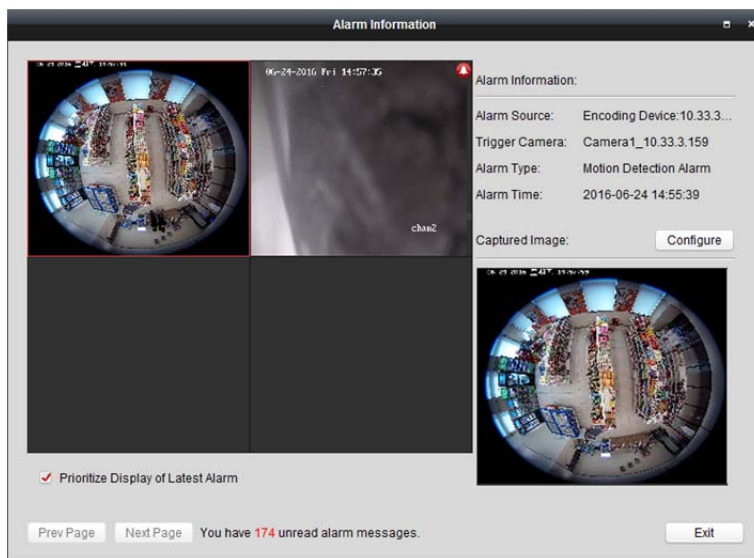 Alarm Information
06-24-2016 Fri 14:57:35
chan2
Alarm Information:
Alarm Source: Encoding Device:10.33.3...
Trigger Camera: Camera1_10.33.3.159
Alarm Type: Motion Detection Alarm
Alarm Time: 2016-06-24 14:55:39
Captured Image: Configure
Prioritize Display of Latest Alarm
Prev Page Next Page You have 174 unread alarm messages. Exit